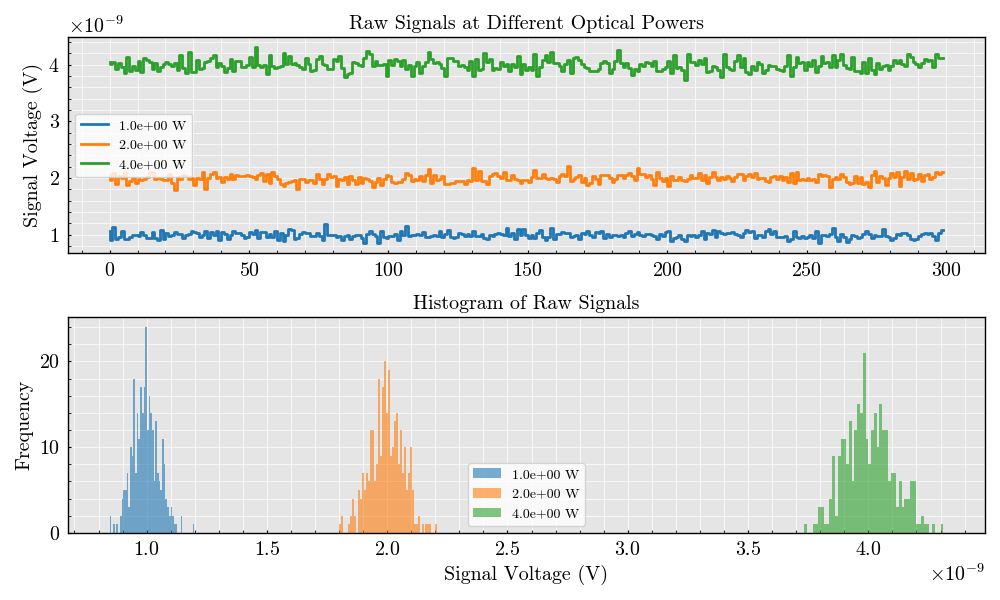 Raw Signals at Different Optical Powers
×10⁻⁹
Signal Voltage (V)
4
3
2
1
1.0e+00 W
2.0e+00 W
4.0e+00 W
0 50 100 150 200 250 300
Histogram of Raw Signals
Frequency
20
10
0
1.0e+00 W
2.0e+00 W
4.0e+00 W
1.0 1.5 2.0 2.5 3.0 3.5 4.0
Signal Voltage (V)
×10⁻⁹